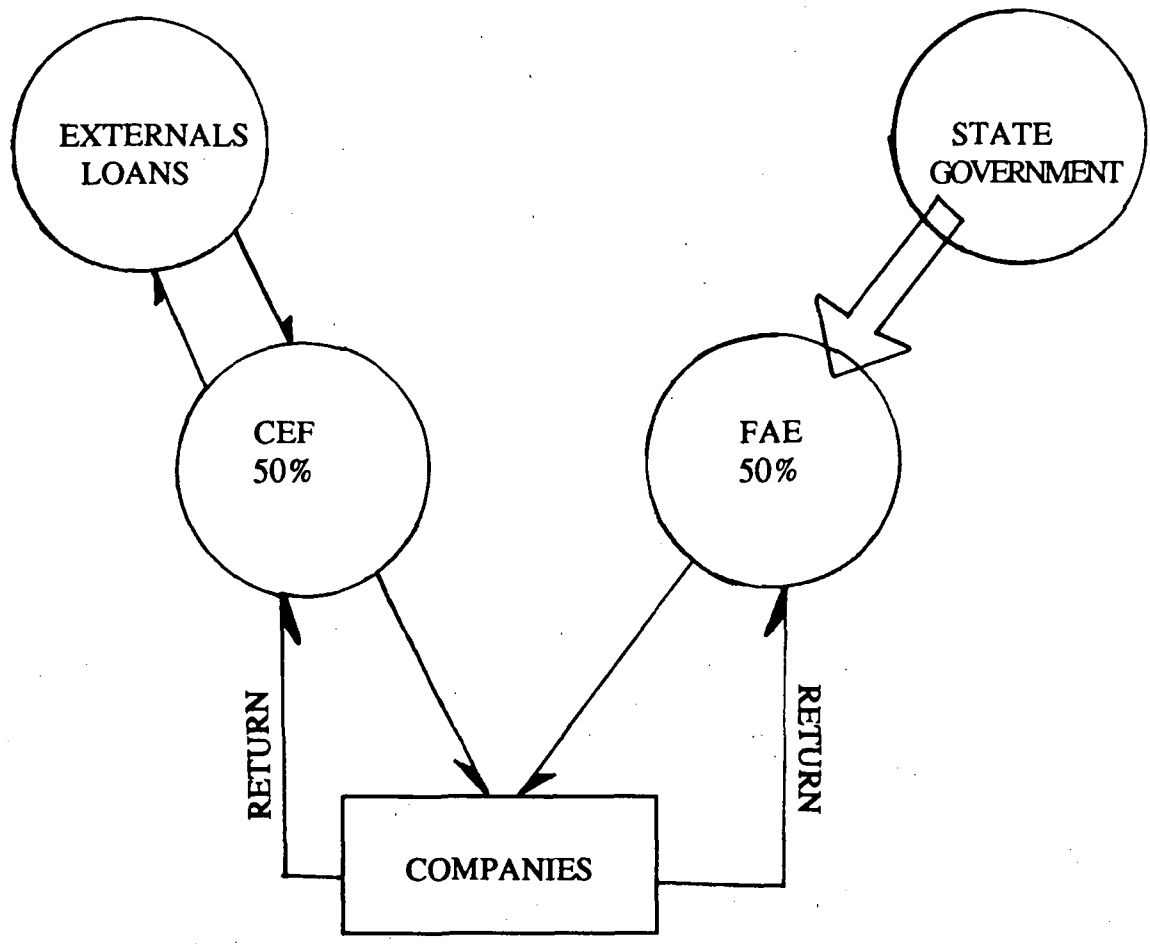 EXTERNALS
LOANS
STATE
GOVERNMENT
CEF
50%
FAE
50%
RETURN
RETURN
COMPANIES